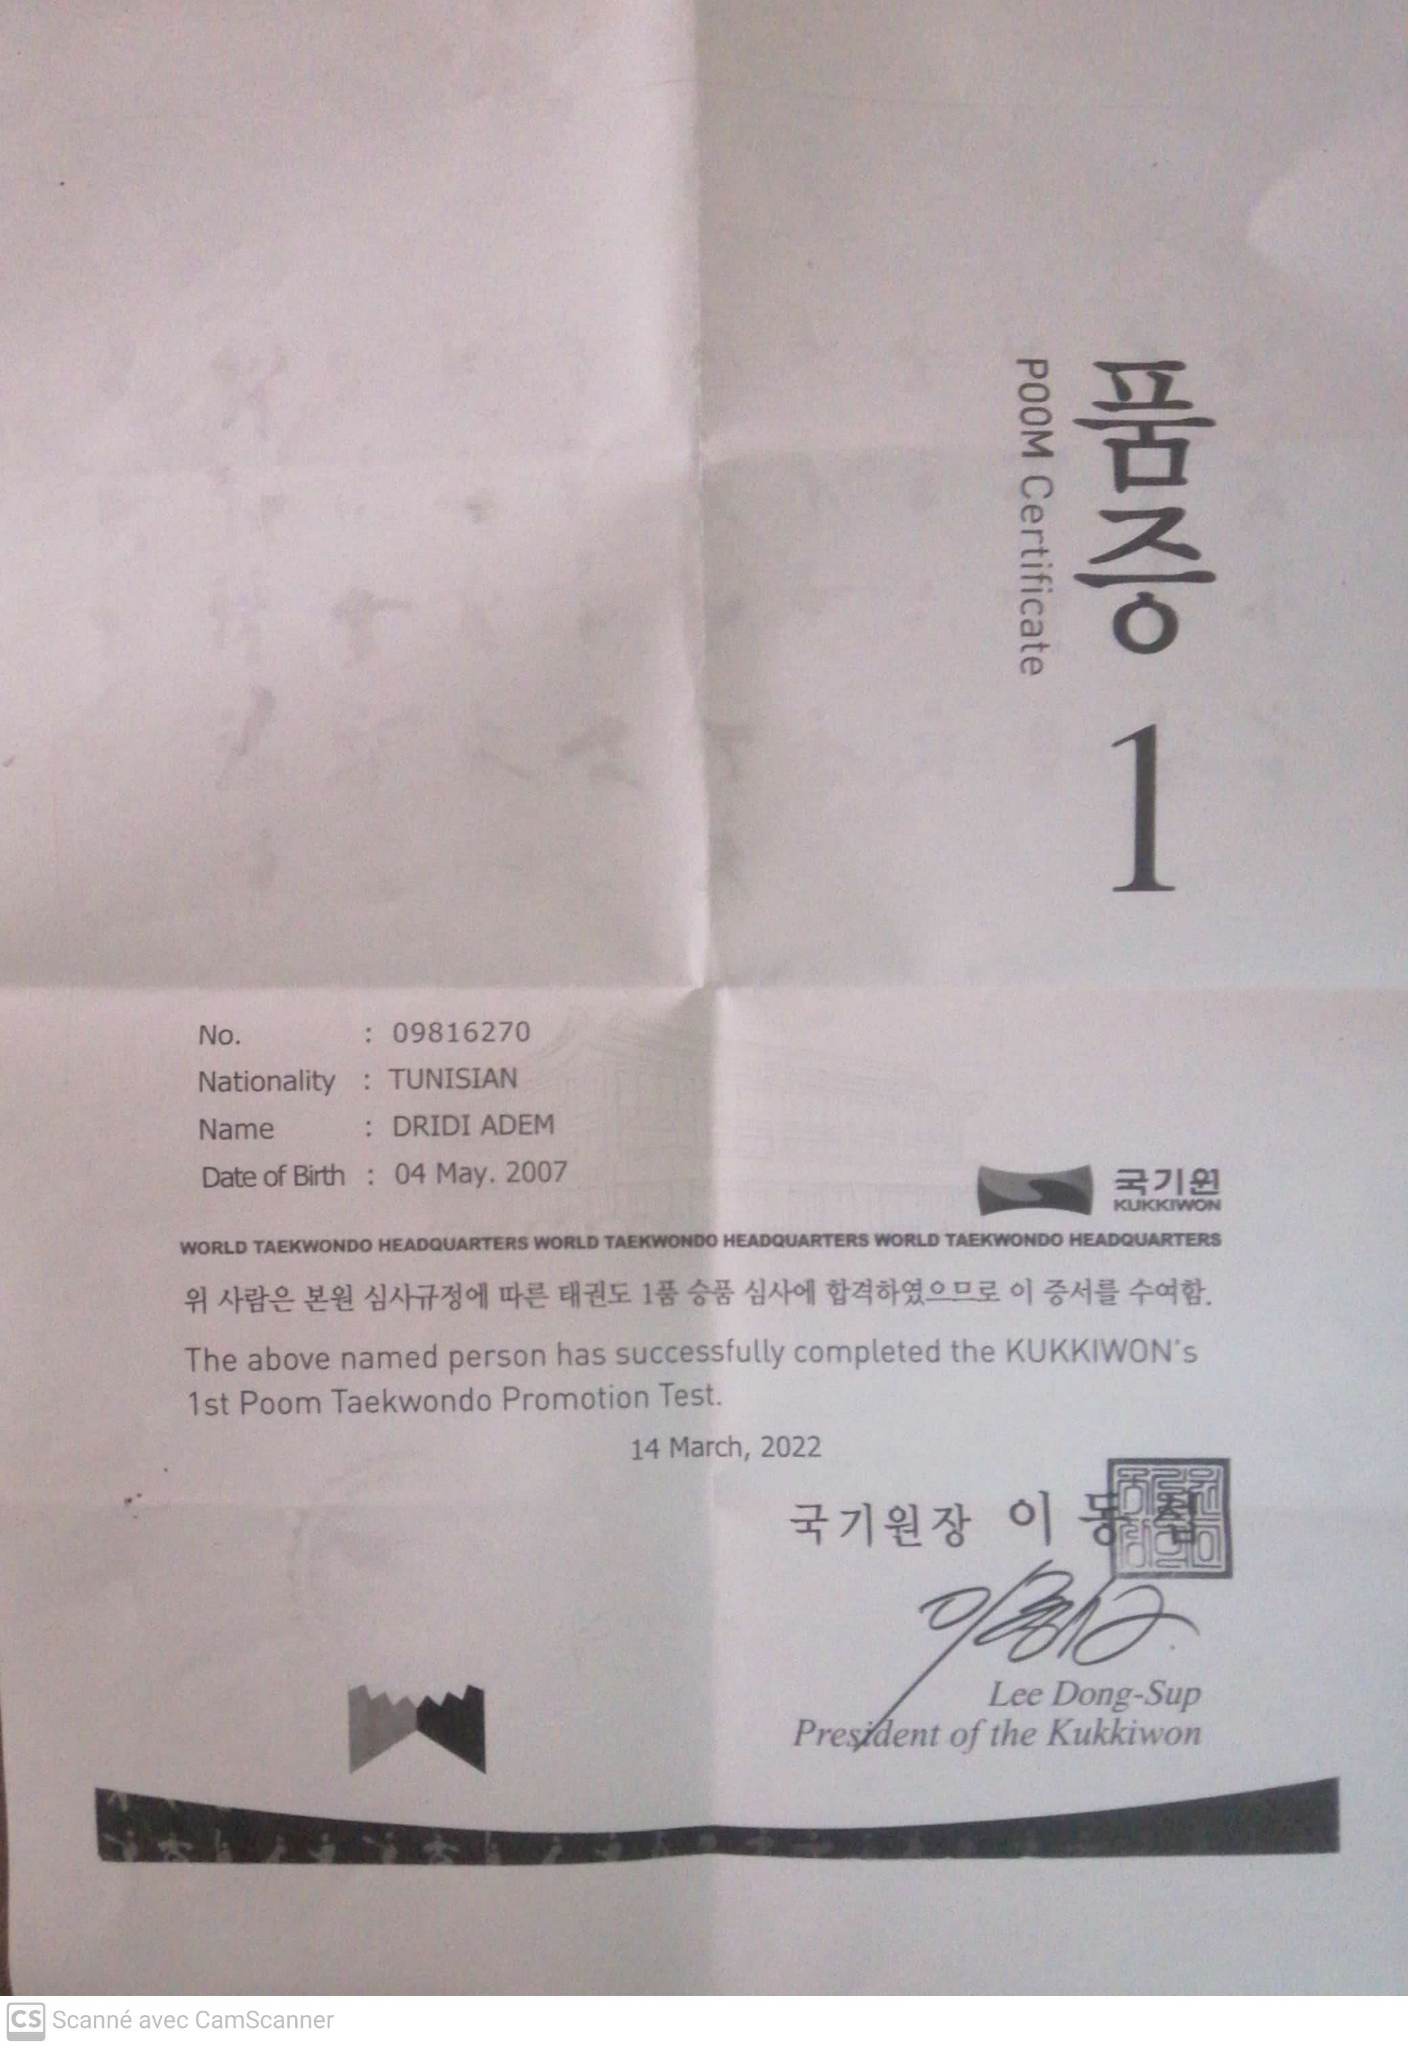 품증
POOM Certificate
1
No. : 09816270
Nationality : TUNISIAN
Name : DRIDI ADEM
Date of Birth : 04 May. 2007
국기원
KUKKIWON
WORLD TAEKWONDO HEADQUARTERS WORLD TAEKWONDO HEADQUARTERS WORLD TAEKWONDO HEADQUARTERS
위 사람은 본원 심사규정에 따른 태권도 1품 승품 심사에 합격하였으므로 이 증서를 수여함.
The above named person has successfully completed the KUKKIWON's
1st Poom Taekwondo Promotion Test.
14 March, 2022
국기원장 이 동 섭
Lee Dong-Sup
President of the Kukkiwon
CS Scanné avec CamScanner